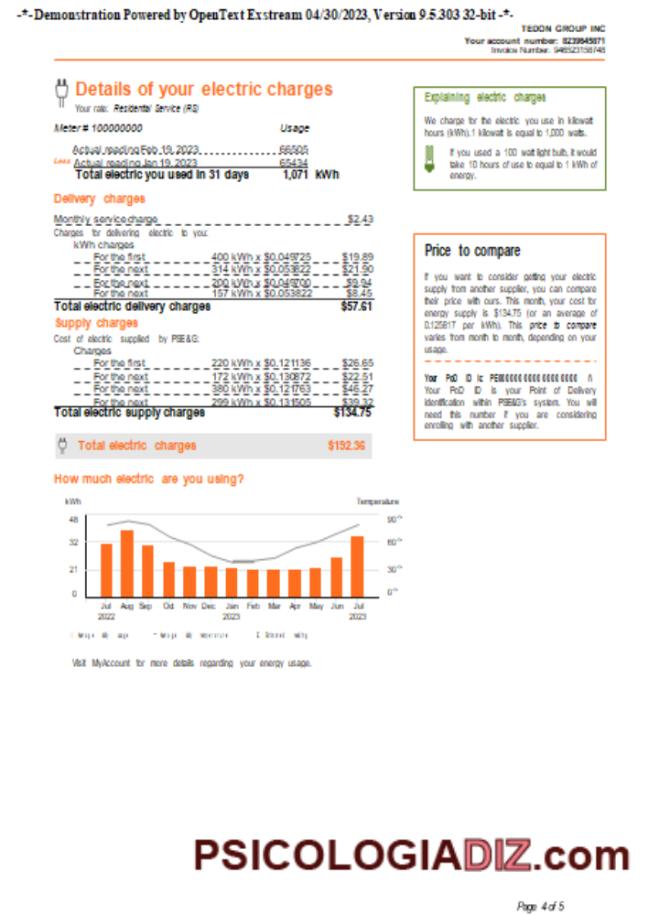 -*- Demonstration Powered by OpenText Exstream 04/30/2023, Version 9.5.303 32-bit -*-
TEDON GROUP INC
Your account number: 8239645871
Invoice Number: 946523158748
Details of your electric charges
Your rate: Residential Service (RS)
Meter # 100000000 Usage
Actual reading Feb 19, 2023 66505
Less Actual reading Jan 19, 2023 65434
Total electric you used in 31 days 1,071 kWh
Delivery charges
Monthly service charge $2.43
Charges for delivering electric to you:
kWh charges
For the first 400 kWh x $0.049725 $19.89
For the next 314 kWh x $0.053822 $21.90
For the next 200 kWh x $0.049700 $9.94
For the next 157 kWh x $0.053822 $8.45
Total electric delivery charges $57.61
Supply charges
Cost of electric supplied by PSE&G:
Charges
For the first 220 kWh x $0.121136 $26.65
For the next 172 kWh x $0.130872 $22.51
For the next 380 kWh x $0.121763 $46.27
For the next 299 kWh x $0.131505 $39.32
Total electric supply charges $134.75
Total electric charges $192.36
How much electric are you using?
kWh Temperature
48 90°
32 60°
21 30°
0 0°
Jul Aug Sep Oct Nov Dec Jan Feb Mar Apr May Jun Jul
2022 2023 2023
Visit MyAccount for more details regarding your energy usage.
Explaining electric charges
We charge for the electric you use in kilowatt
hours (kWh).1 kilowatt is equal to 1,000 watts.
If you used a 100 watt light bulb, it would
take 10 hours of use to equal to 1 kWh of
energy.
Price to compare
If you want to consider getting your electric
supply from another supplier, you can compare
their price with ours. This month, your cost for
energy supply is $134.75 (or an average of
0.125817 per kWh). This price to compare
varies from month to month, depending on your
usage.
Your PoD ID is:
Your PoD ID is your Point of Delivery
identification within PSE&G's system. You will
need this number if you are considering
enrolling with another supplier.
PSICOLOGIADIZ.com
Page 4 of 5